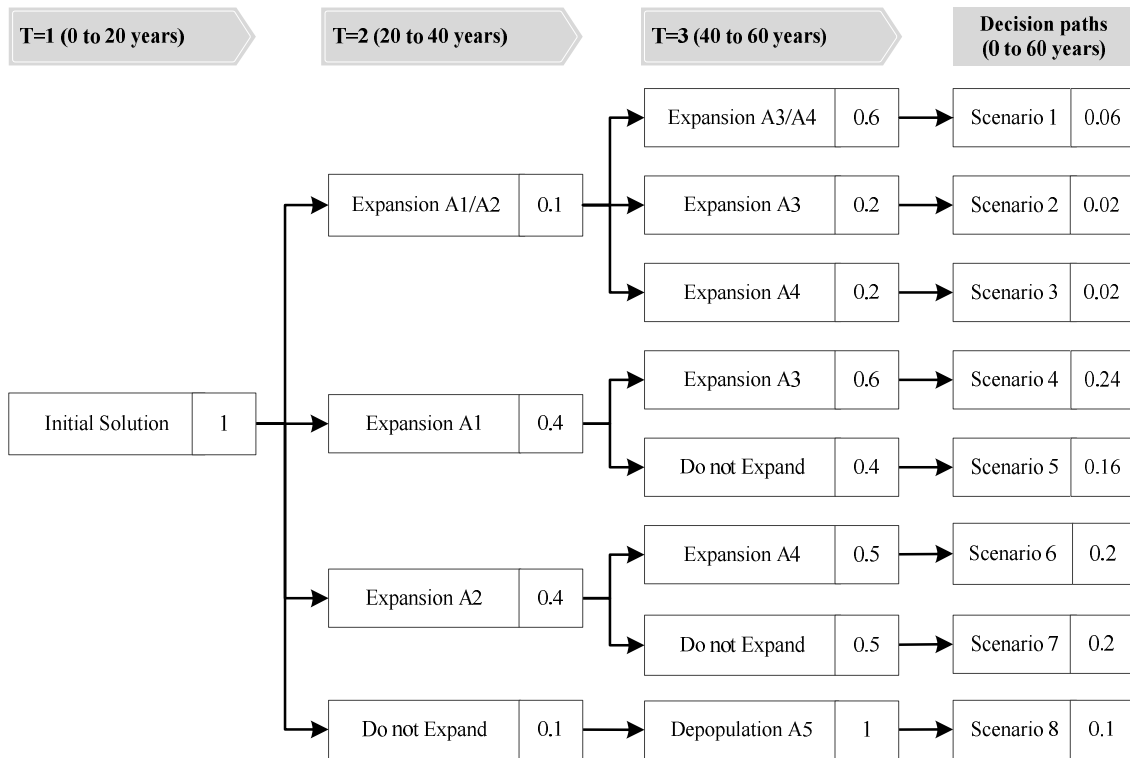 T=1 (0 to 20 years)
T=2 (20 to 40 years)
T=3 (40 to 60 years)
Decision paths
(0 to 60 years)
Expansion A3/A4 0.6 Scenario 1 0.06
Expansion A1/A2 0.1 Expansion A3 0.2 Scenario 2 0.02
Expansion A4 0.2 Scenario 3 0.02
Expansion A3 0.6 Scenario 4 0.24
Initial Solution 1 Expansion A1 0.4
Do not Expand 0.4 Scenario 5 0.16
Expansion A4 0.5 Scenario 6 0.2
Expansion A2 0.4
Do not Expand 0.5 Scenario 7 0.2
Do not Expand 0.1 Depopulation A5 1 Scenario 8 0.1